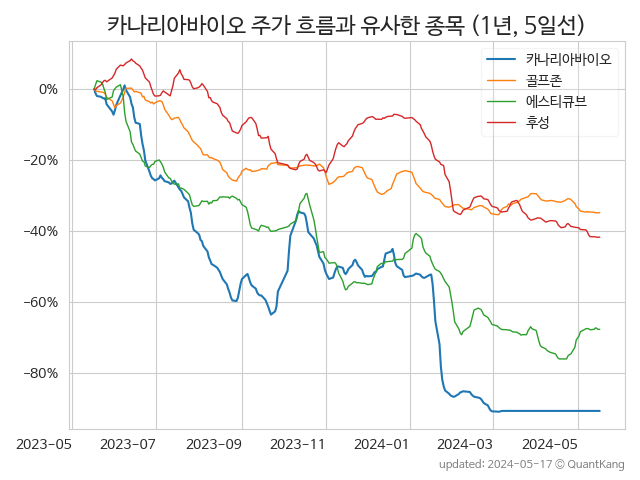 카나리아바이오 주가 흐름과 유사한 종목 (1년, 5일선)
카나리아바이오
골프존
에스티큐브
후성
0%
−20%
−40%
−60%
−80%
2023−05 2023−07 2023−09 2023−11 2024−01 2024−03 2024−05
updated: 2024−05−17 © QuantKang